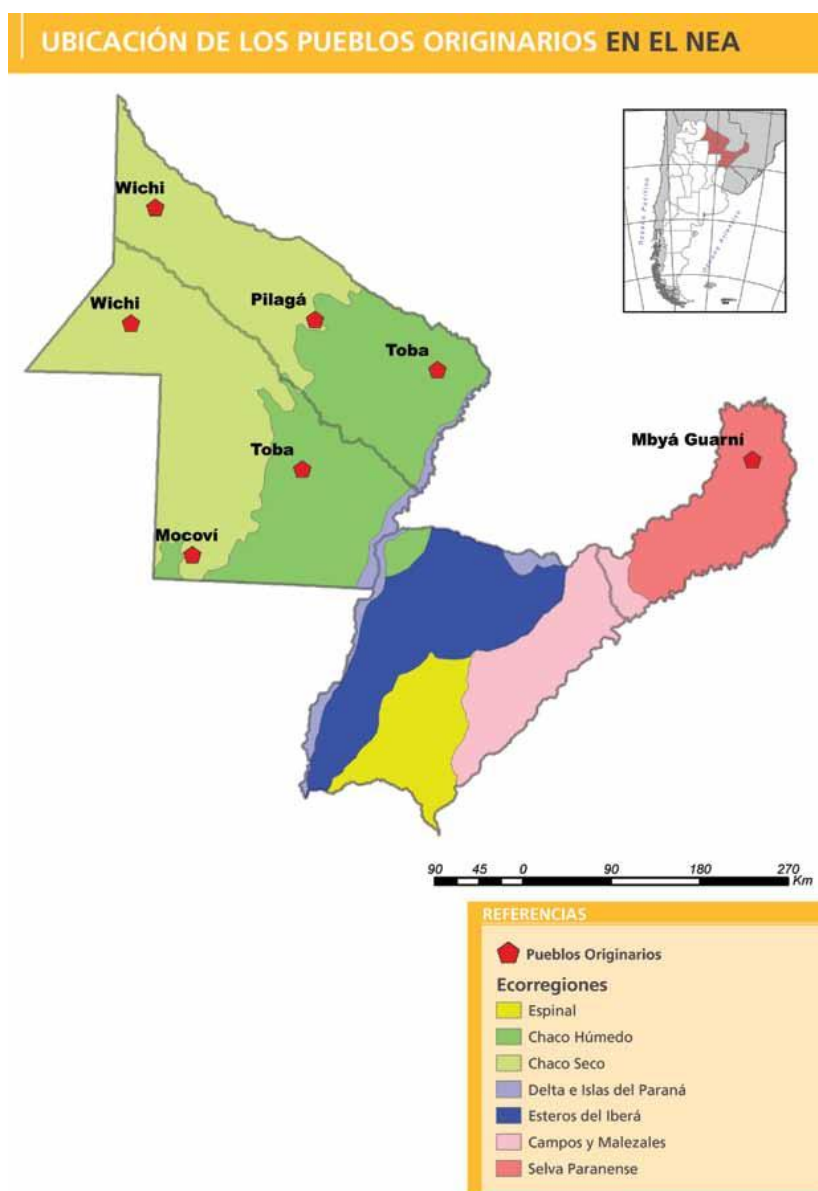 UBICACIÓN DE LOS PUEBLOS ORIGINARIOS EN EL NEA
Wichi
Wichi
Pilagá
Toba
Toba
Mocoví
Mbyá Guarní
90 45 0 90 180 270
Km
REFERENCIAS
Pueblos Originarios
Ecorregiones
Espinal
Chaco Húmedo
Chaco Seco
Delta e Islas del Paraná
Esteros del Iberá
Campos y Malezales
Selva Paranense